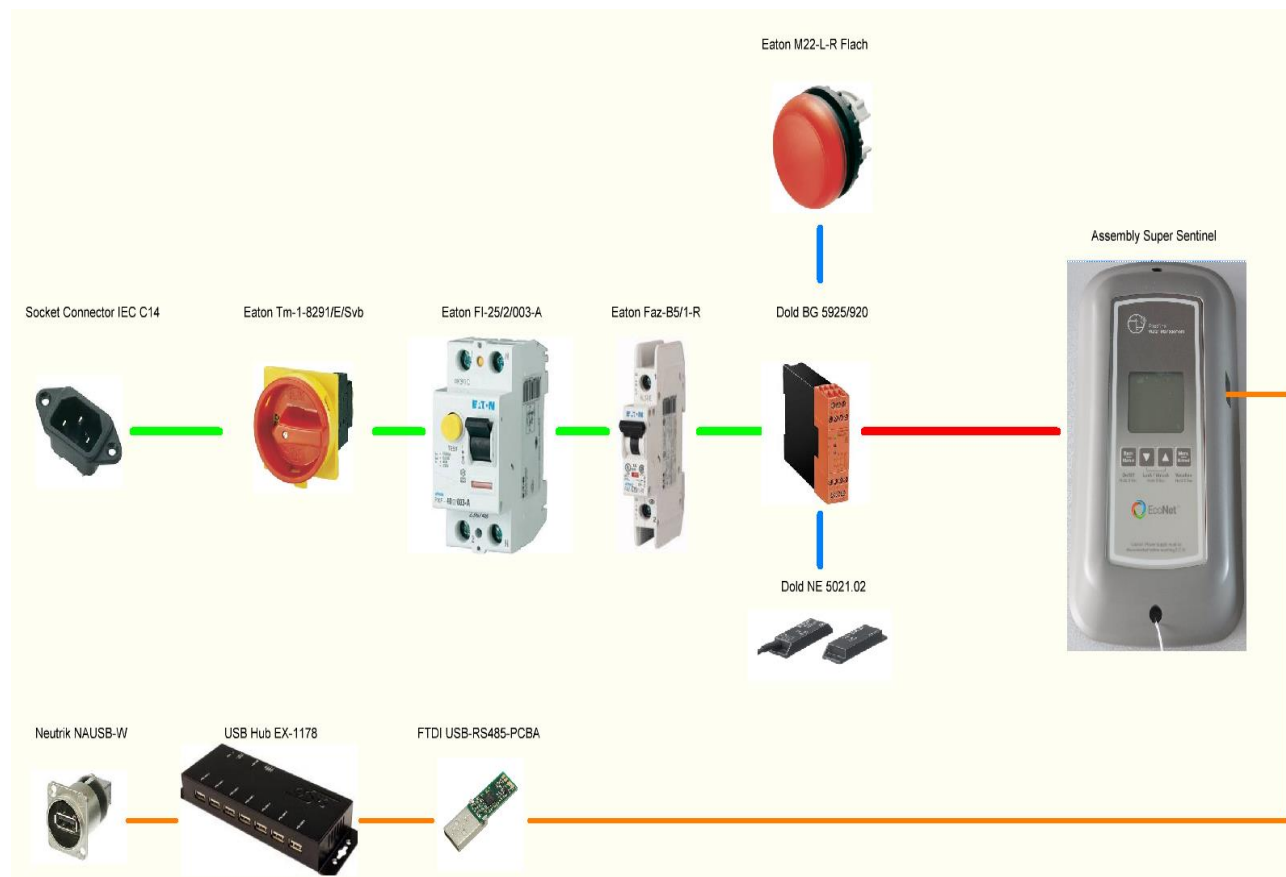 Eaton M22-L-R Flach
Assembly Super Sentinel
Socket Connector IEC C14
Eaton Tm-1-8291/E/Svb
Eaton FI-25/2/003-A
Eaton Faz-B5/1-R
Dold BG 5925/920
EATON
TEST
EcoNet
Dold NE 5021.02
Neutrik NAUSB-W
USB Hub EX-1178
FTDI USB-RS485-PCBA